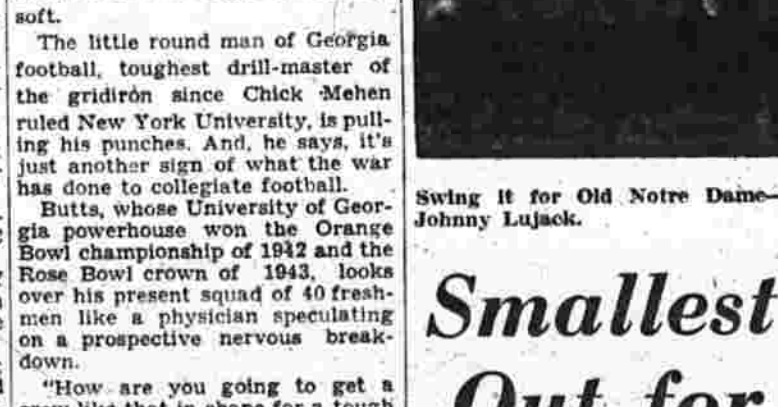 soft.
The little round man of Georgia
football, toughest drill-master of
the gridiron since Chick Mehen
ruled New York University, is pull-
ing his punches. And, he says, it's
just another sign of what the war
has done to collegiate football.
Butts, whose University of Geor-
gia powerhouse won the Orange
Bowl championship of 1942 and the
Rose Bowl crown of 1943, looks
over his present squad of 40 fresh-
men like a physician speculating
on a prospective nervous break-
down.
"How are you going to get a
Swing it for Old Notre Dame—
Johnny Lujack.
Smallest
Out for